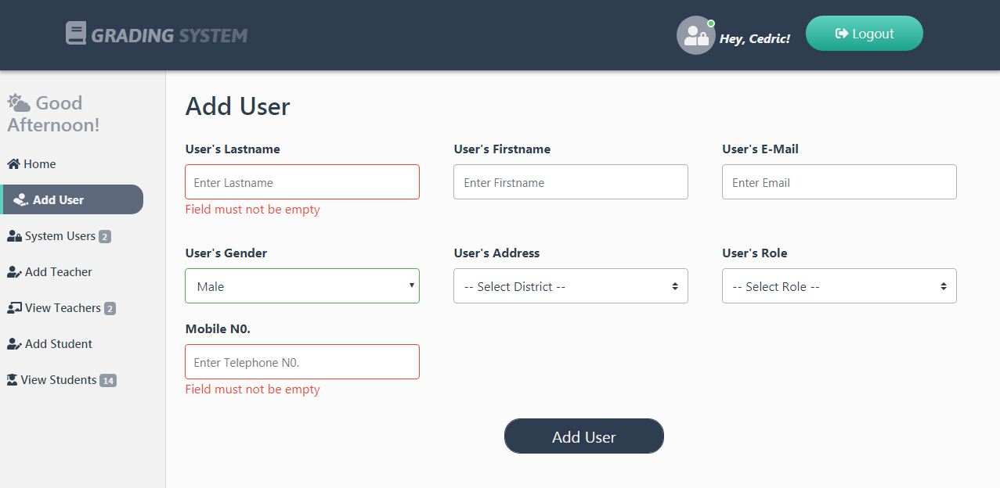 GRADING SYSTEM
Hey, Cedric!
Logout
Good
Afternoon!
Home
Add User
System Users 2
Add Teacher
View Teachers 2
Add Student
View Students 14
Add User
User's Lastname
Enter Lastname
Field must not be empty
User's Firstname
Enter Firstname
User's E-Mail
Enter Email
User's Gender
Male
User's Address
-- Select District --
User's Role
-- Select Role --
Mobile N0.
Enter Telephone N0.
Field must not be empty
Add User